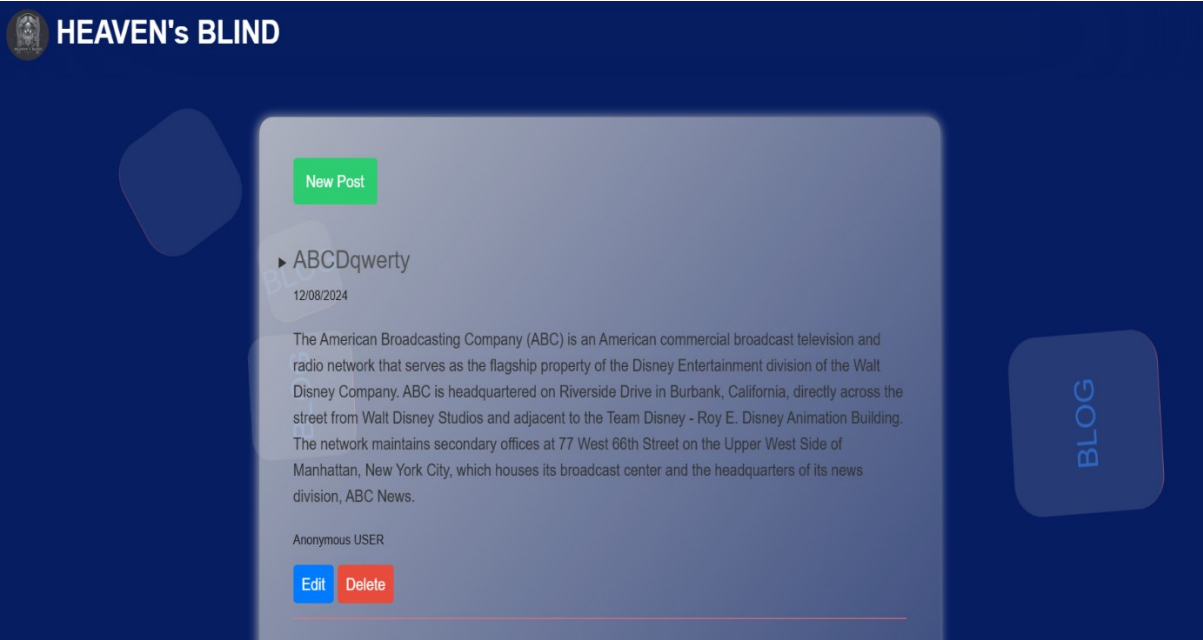 HEAVEN's BLIND
New Post
ABCDqwerty
12/08/2024
The American Broadcasting Company (ABC) is an American commercial broadcast television and
radio network that serves as the flagship property of the Disney Entertainment division of the Walt
Disney Company. ABC is headquartered on Riverside Drive in Burbank, California, directly across the
street from Walt Disney Studios and adjacent to the Team Disney - Roy E. Disney Animation Building.
The network maintains secondary offices at 77 West 66th Street on the Upper West Side of
Manhattan, New York City, which houses its broadcast center and the headquarters of its news
division, ABC News.
Anonymous USER
Edit Delete
BLOG